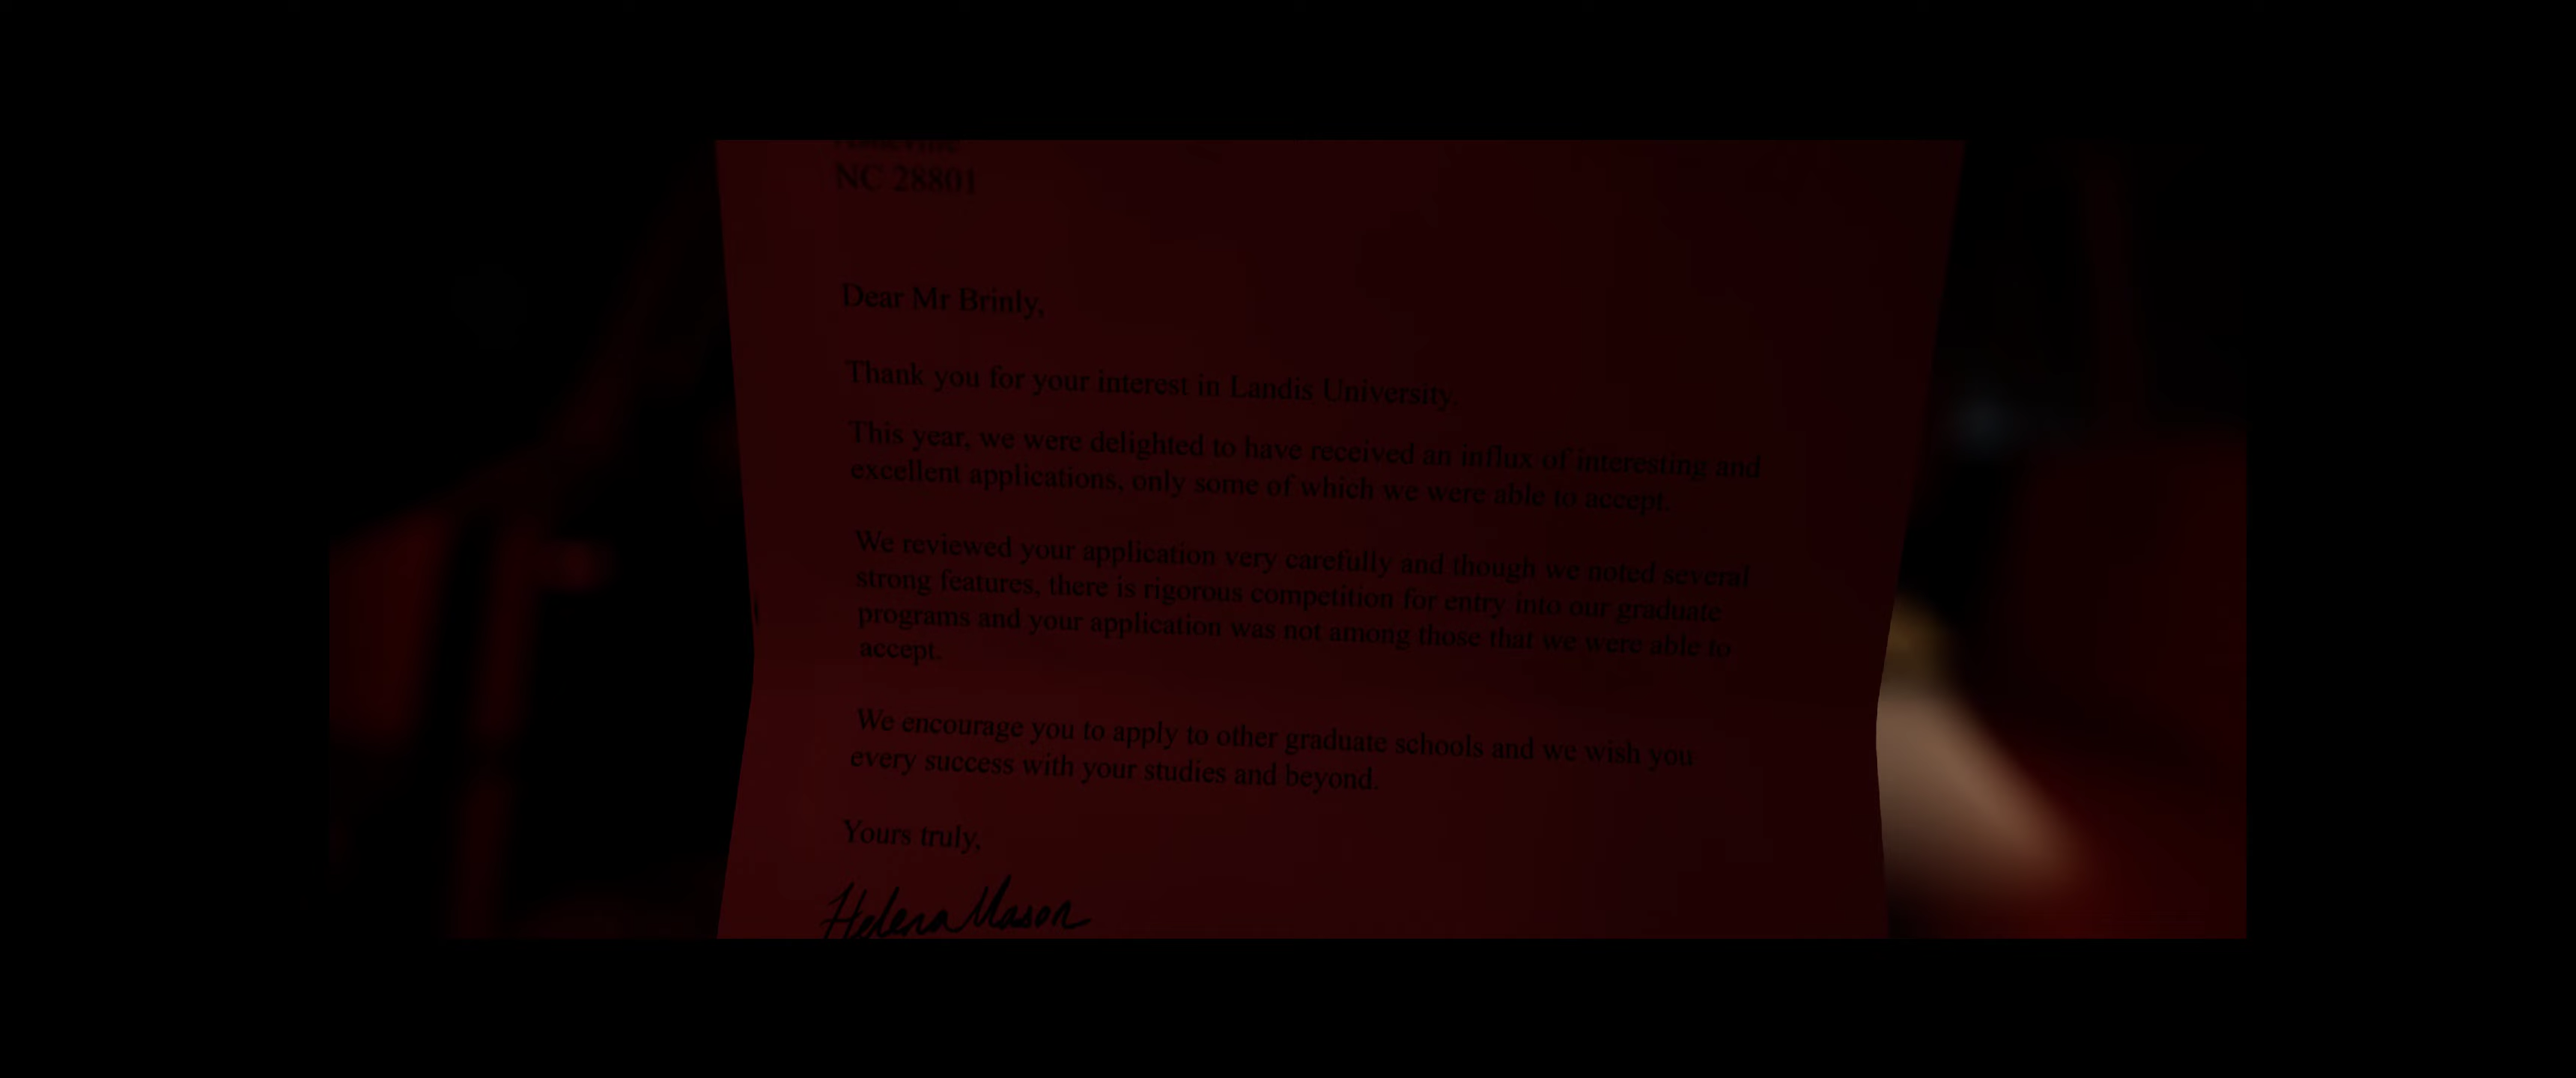 NC 28801
Dear Mr Brinly,
Thank you for your interest in Landis University
This year, we were delighted to have received an influx of interesting and
excellent applications, only some of which we were able to accept.
We reviewed your application very carefully and though we noted several
strong features, there is rigorous competition for entry into our graduate
programs and your application was not among those that we were able to
accept.
We encourage you to apply to other graduate schools and we wish you
every success with your studies and beyond.
Yours truly,
Helena Mason